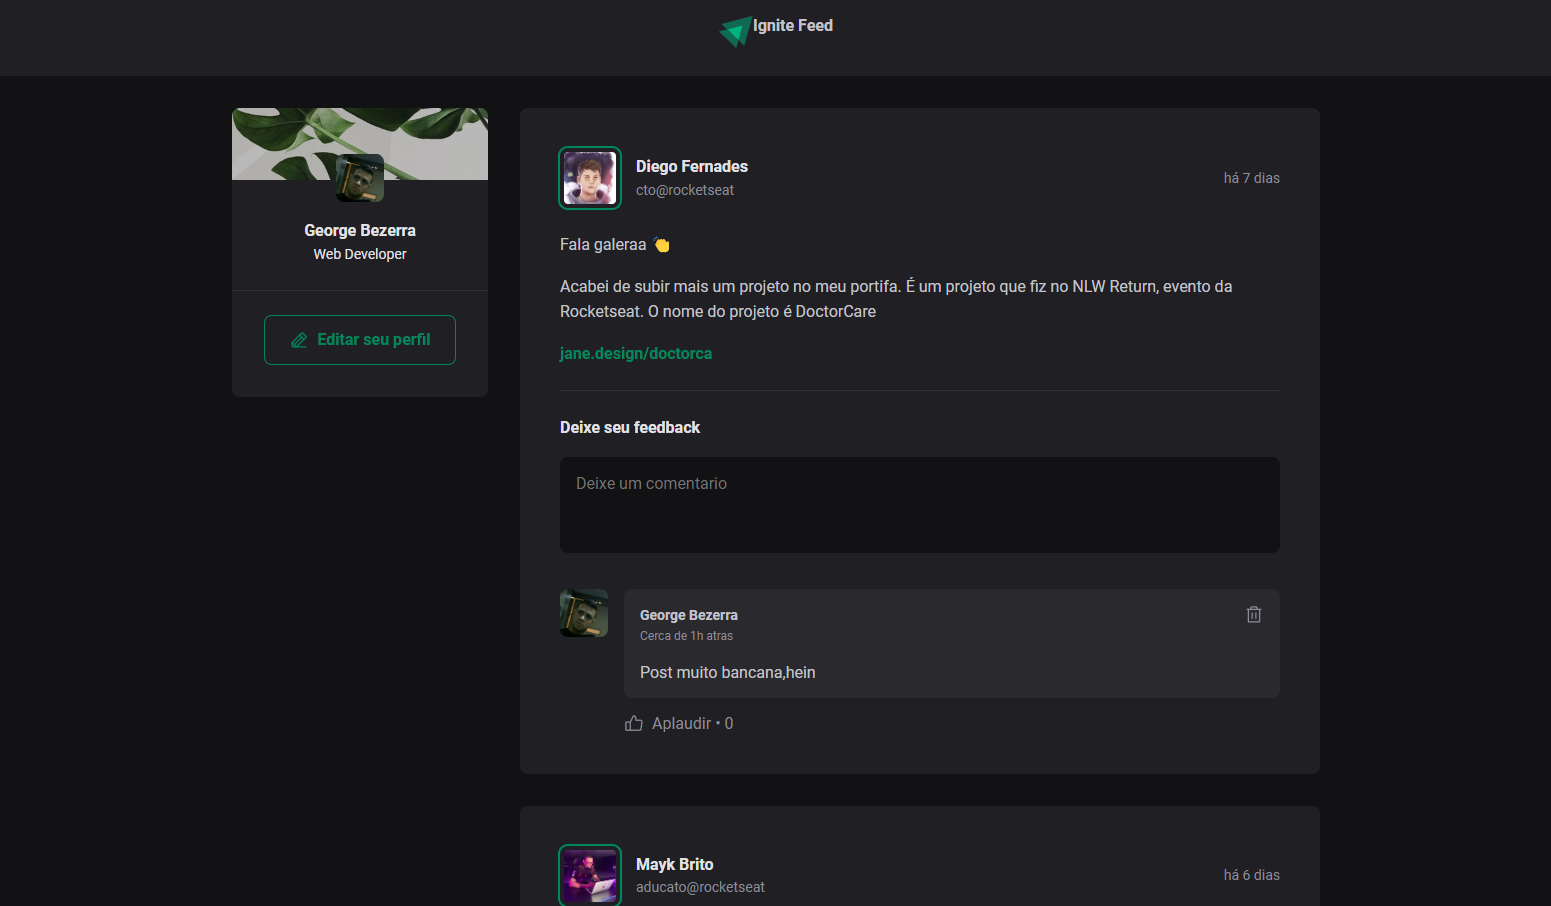 Ignite Feed
George Bezerra
Web Developer
Editar seu perfil
Diego Fernades
cto@rocketseat
há 7 dias
Fala galeraa 👏
Acabei de subir mais um projeto no meu portifa. É um projeto que fiz no NLW Return, evento da
Rocketseat. O nome do projeto é DoctorCare
jane.design/doctorca
Deixe seu feedback
Deixe um comentario
George Bezerra
Cerca de 1h atras
Post muito bancana,hein
Aplaudir • 0
Mayk Brito
aducato@rocketseat
há 6 dias